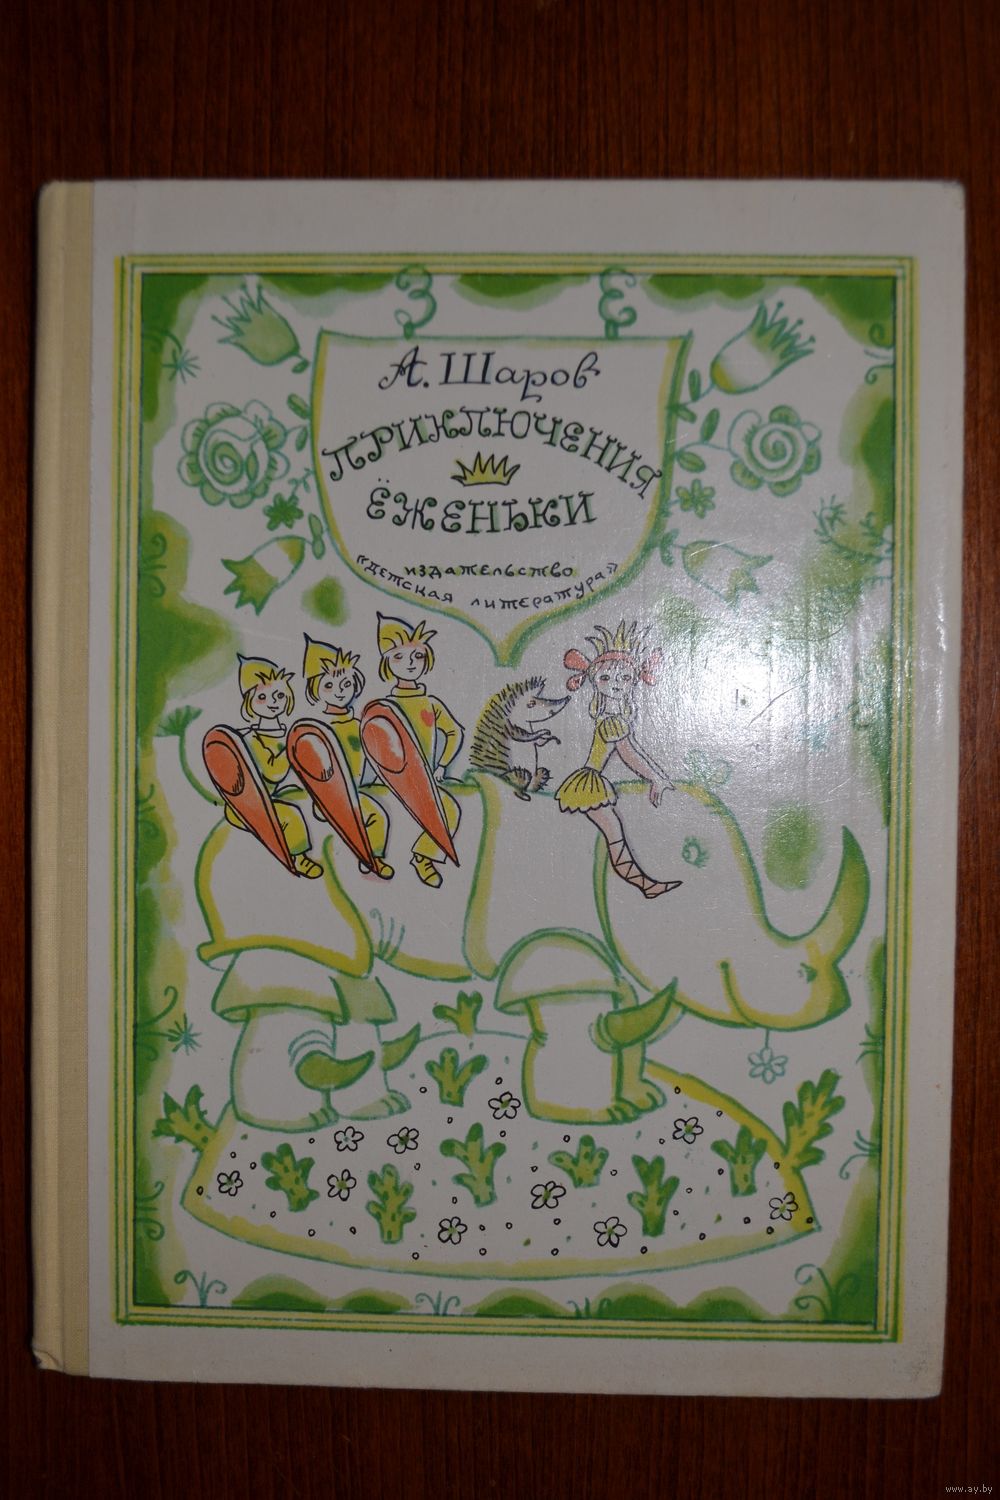 А. Шаров
ПРИКЛЮЧЕНИЯ
ЁЖЕНЬКИ
издательство
"детская литература"
www.ay.by